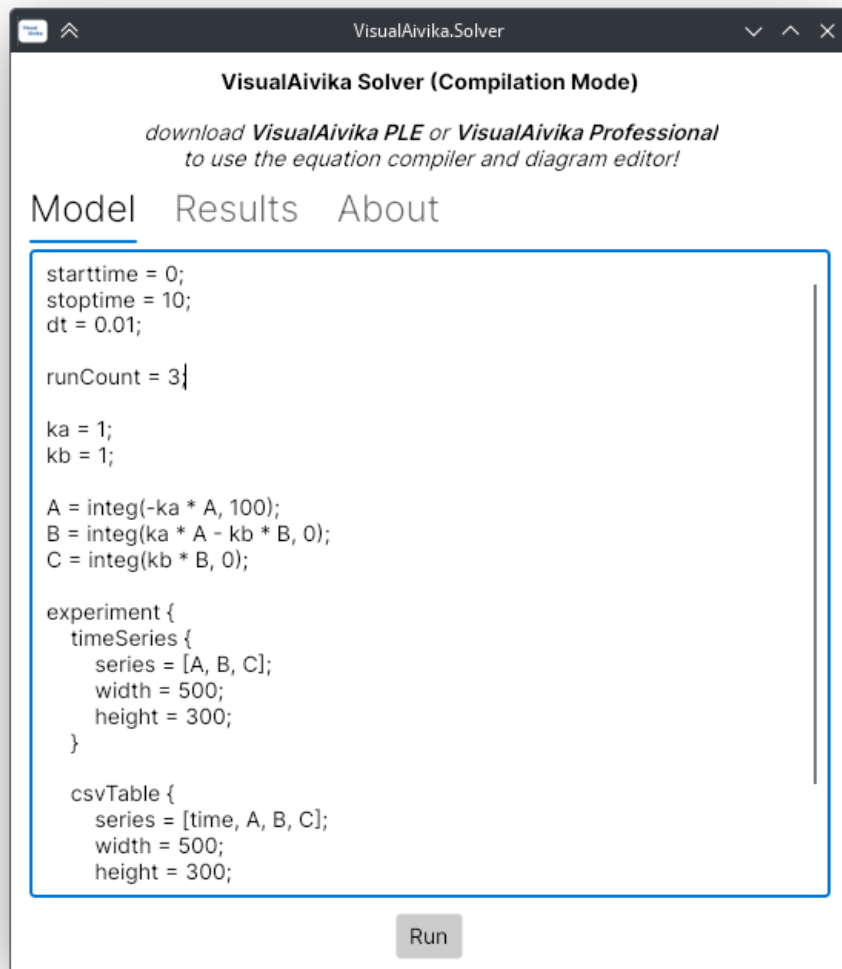 Visual
Aivika
VisualAivika.Solver
VisualAivika Solver (Compilation Mode)
download VisualAivika PLE or VisualAivika Professional
to use the equation compiler and diagram editor!
Model Results About
starttime = 0;
stoptime = 10;
dt = 0.01;
runCount = 3;
ka = 1;
kb = 1;
A = integ(-ka * A, 100);
B = integ(ka * A - kb * B, 0);
C = integ(kb * B, 0);
experiment {
timeSeries {
series = [A, B, C];
width = 500;
height = 300;
}
csvTable {
series = [time, A, B, C];
width = 500;
height = 300;
Run